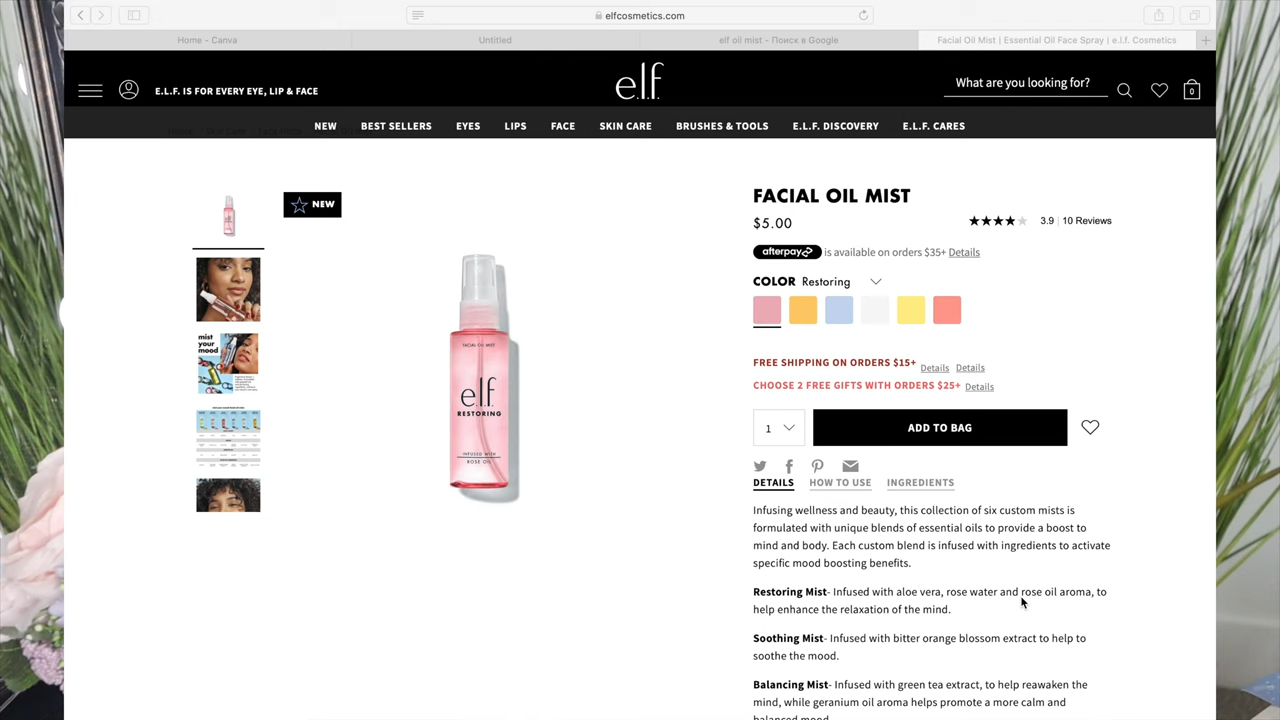 elfcosmetics.com
Home - Canva
Untitled
elf oil mist - Поиск в Google
Facial Oil Mist | Essential Oil Face Spray | e.l.f. Cosmetics
E.L.F. IS FOR EVERY EYE, LIP & FACE
e.l.f
What are you looking for?
0
NEW
BEST SELLERS
EYES
LIPS
FACE
SKIN CARE
BRUSHES & TOOLS
E.L.F. DISCOVERY
E.L.F. CARES
NEW
mist
your
mood
FACIAL OIL MIST
e.l.f
RESTORING
INFUSED WITH
ROSE OIL
FACIAL OIL MIST
$5.00
3.9 10 Reviews
afterpay is available on orders $35+ Details
COLOR Restoring
FREE SHIPPING ON ORDERS $15+ Details Details
CHOOSE 2 FREE GIFTS WITH ORDERS $25+ Details
1
ADD TO BAG
DETAILS
HOW TO USE
INGREDIENTS
Infusing wellness and beauty, this collection of six custom mists is
formulated with unique blends of essential oils to provide a boost to
mind and body. Each custom blend is infused with ingredients to activate
specific mood boosting benefits.
Restoring Mist- Infused with aloe vera, rose water and rose oil aroma, to
help enhance the relaxation of the mind.
Soothing Mist- Infused with bitter orange blossom extract to help to
soothe the mood.
Balancing Mist- Infused with green tea extract, to help reawaken the
mind, while geranium oil aroma helps promote a more calm and
balanced mood